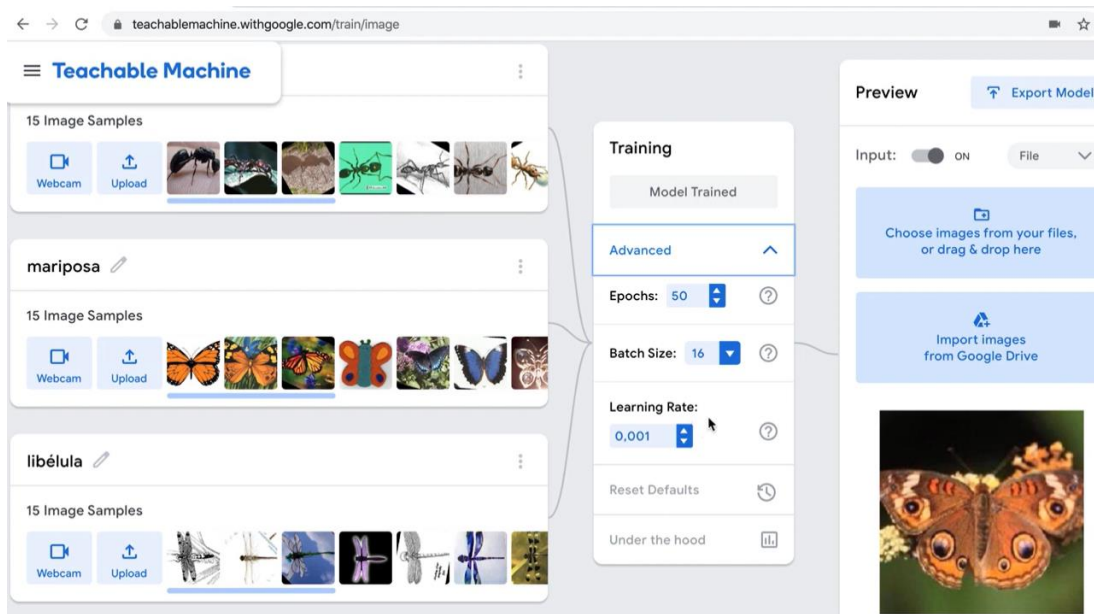 teachablemachine.withgoogle.com/train/image
Teachable Machine
15 Image Samples
Webcam
Upload
mariposa
15 Image Samples
Webcam
Upload
libélula
15 Image Samples
Webcam
Upload
Training
Model Trained
Advanced
Epochs: 50
Batch Size: 16
Learning Rate:
0,001
Reset Defaults
Under the hood
Preview
Export Model
Input: ON
File
Choose images from your files,
or drag & drop here
Import images
from Google Drive